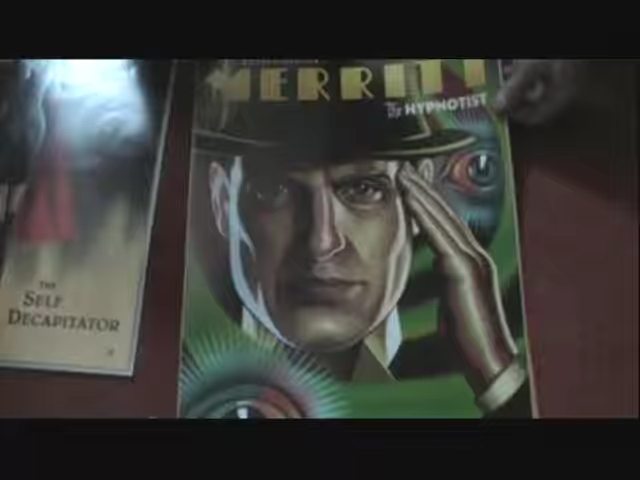 MERRITT
The HYPNOTIST
THE
SELF
DECAPITATOR